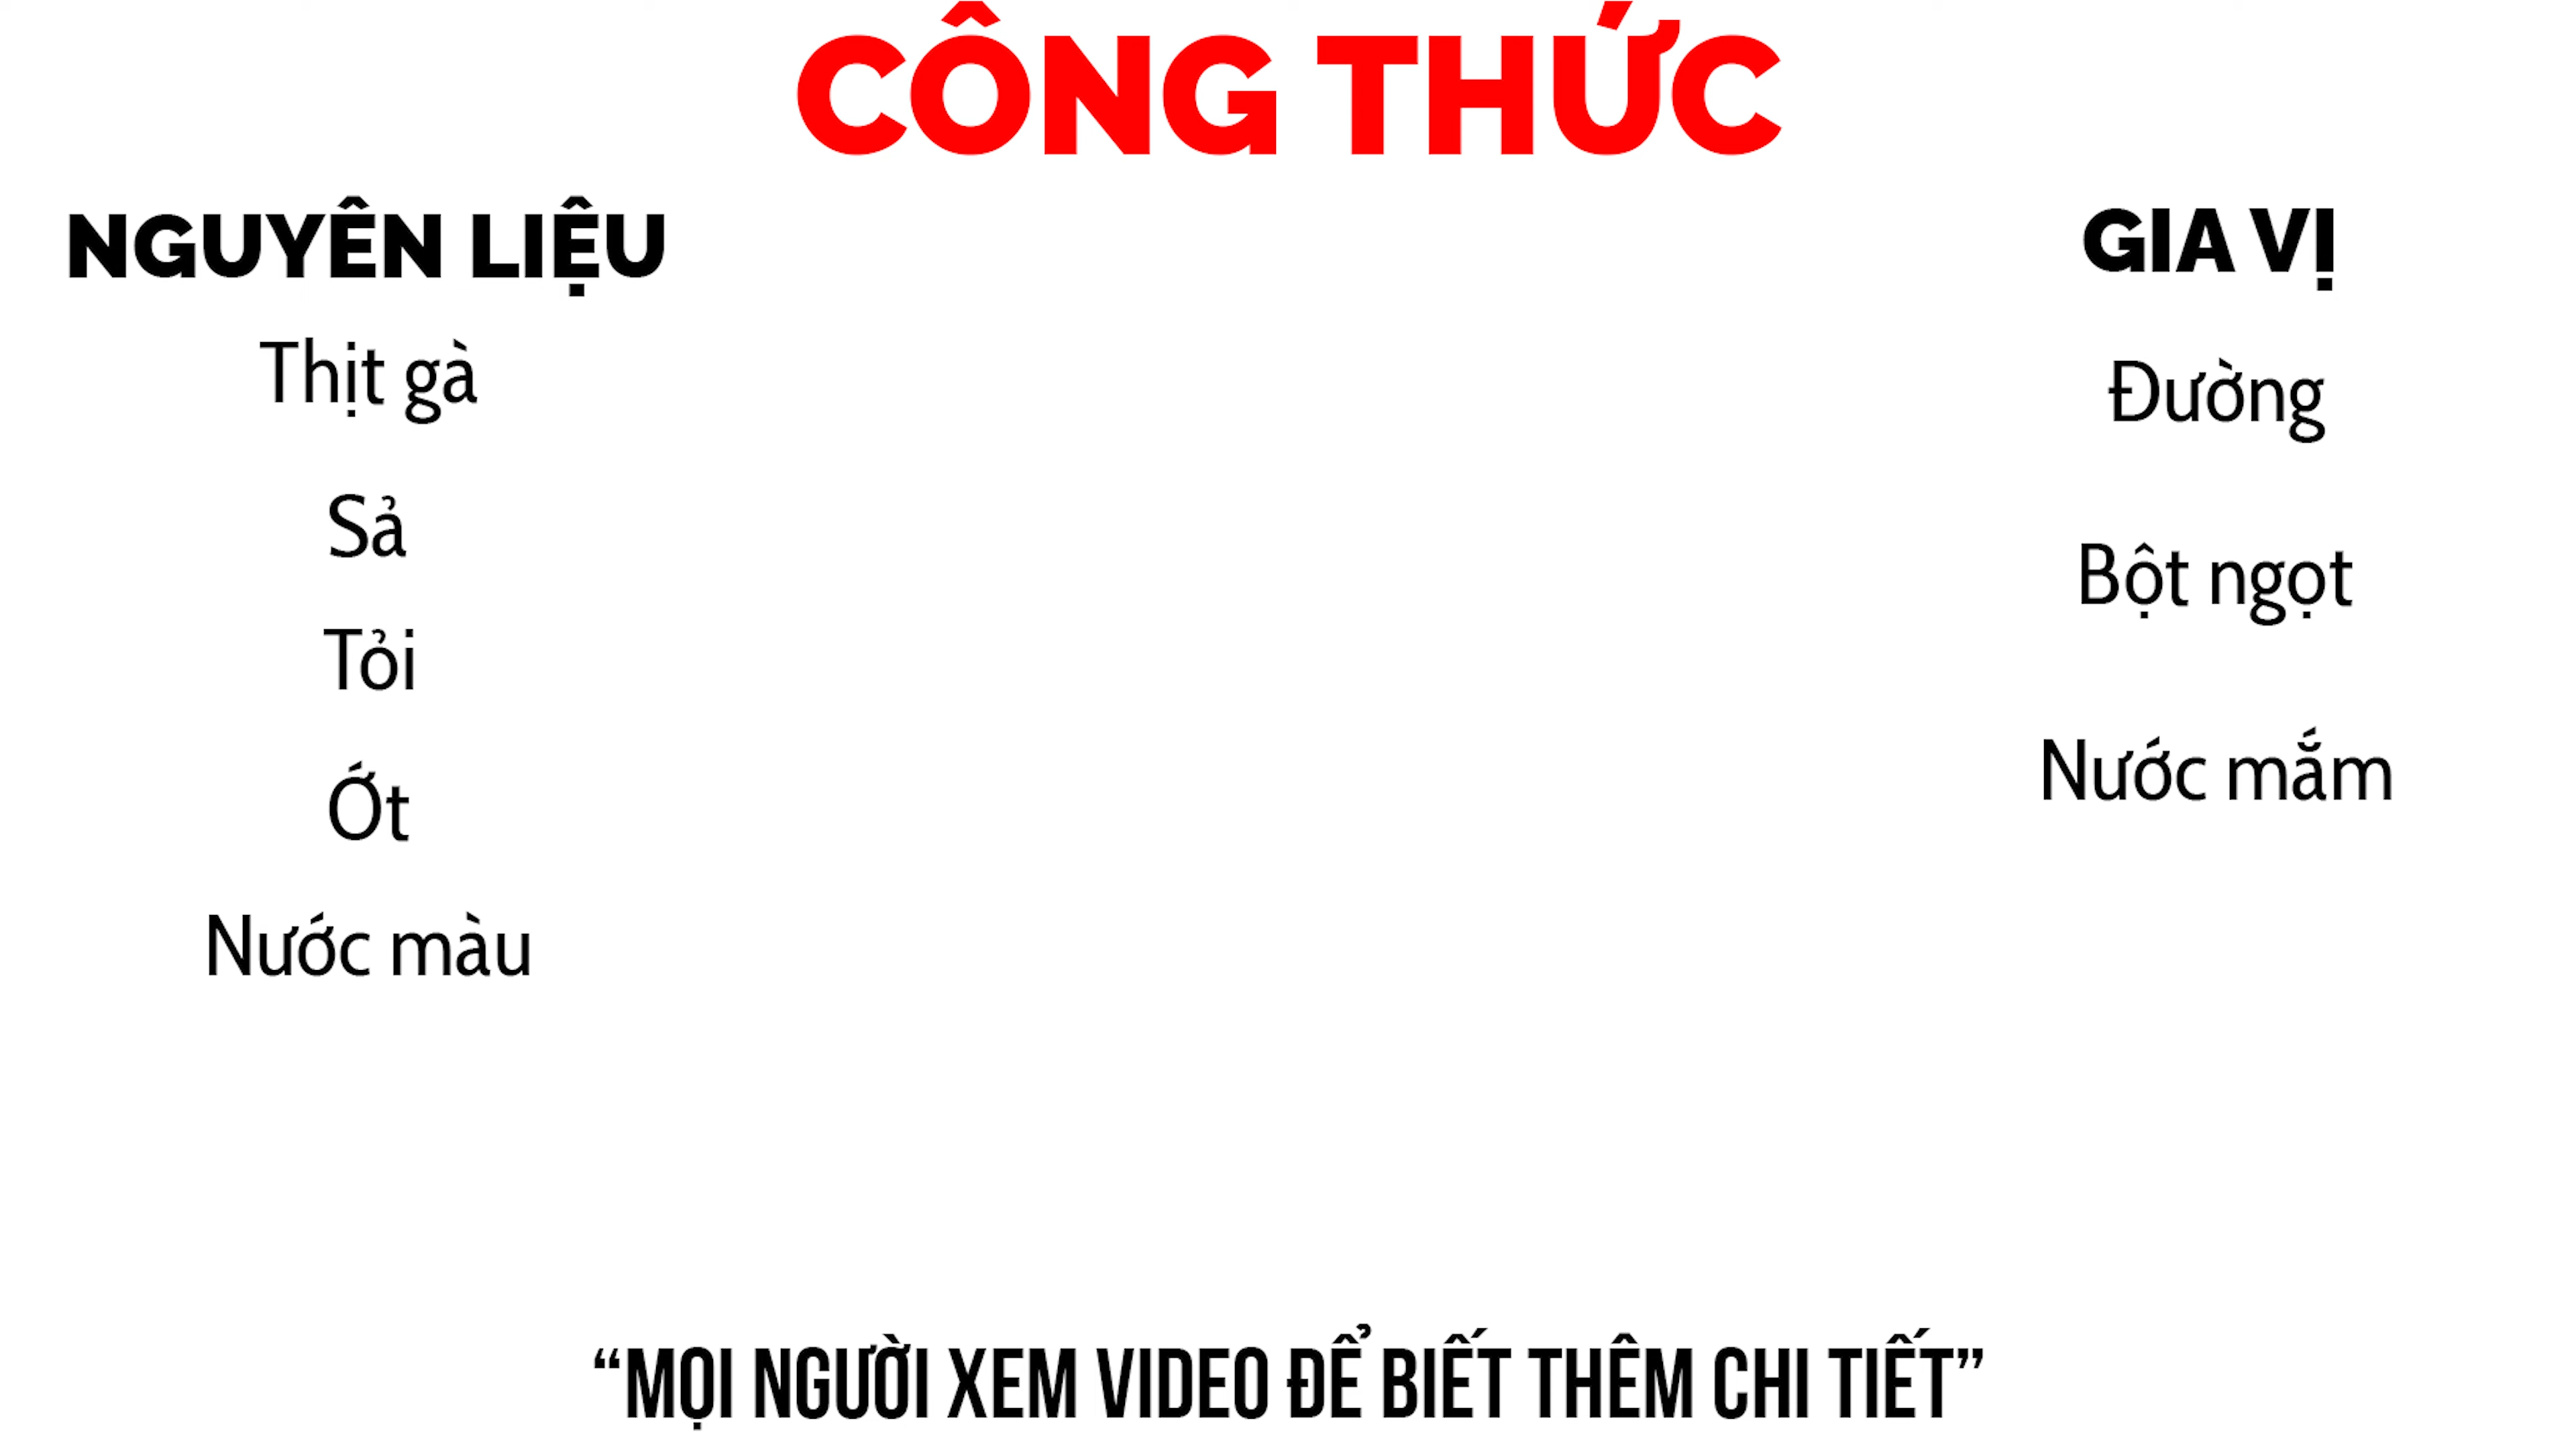 CÔNG THỨC
NGUYÊN LIỆU
Thịt gà
Sả
Tỏi
Ớt
Nước màu
GIA VỊ
Đường
Bột ngọt
Nước mắm
“MỌI NGƯỜI XEM VIDEO ĐỂ BIẾT THÊM CHI TIẾT”